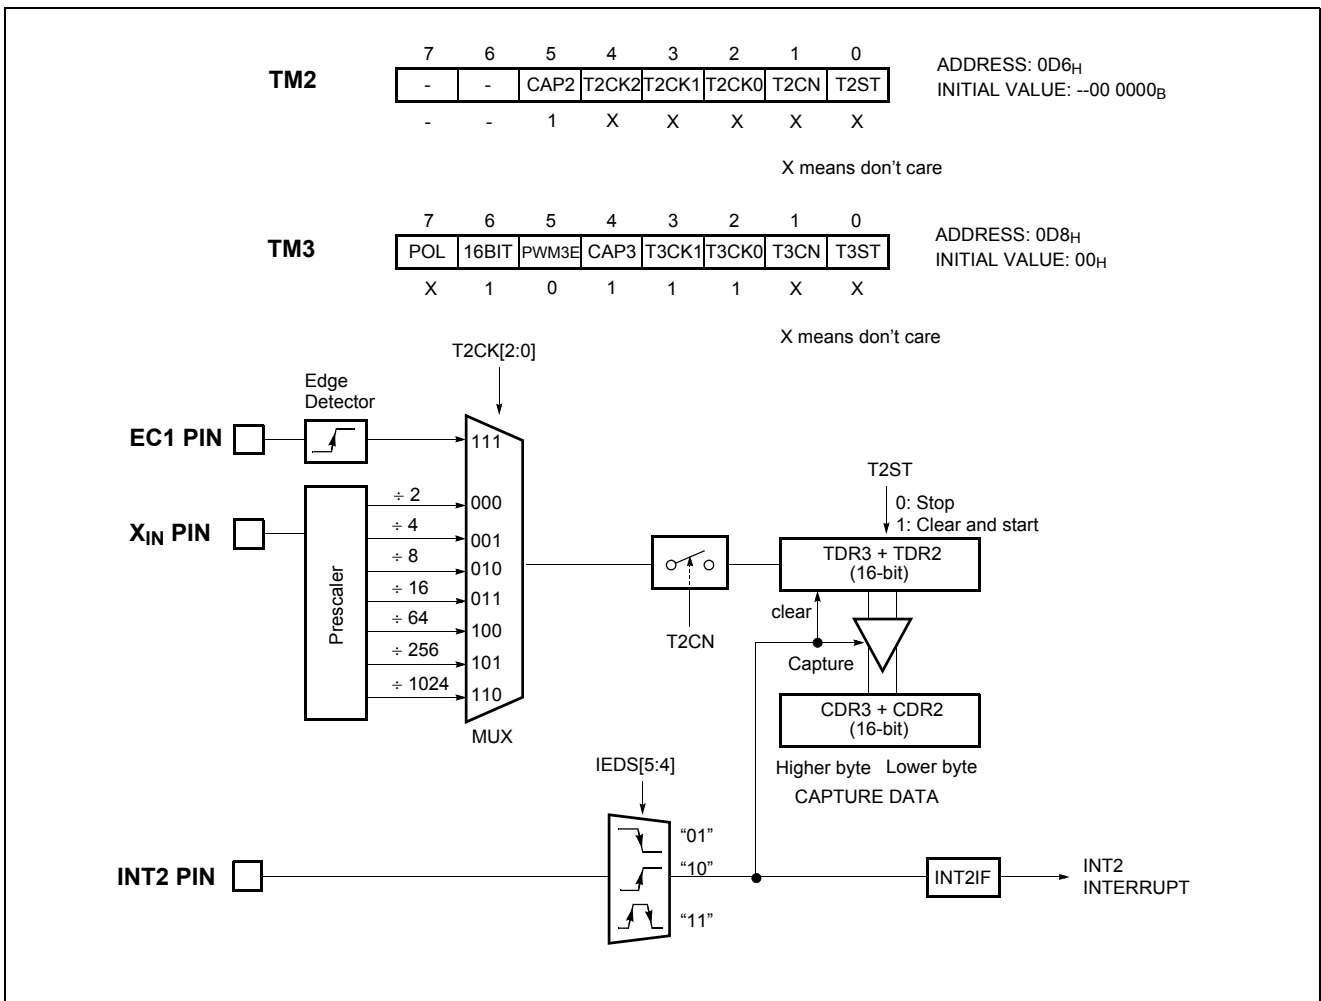 7 6 5 4 3 2 1 0
TM2 - - CAP2 T2CK2 T2CK1 T2CK0 T2CN T2ST
- - 1 X X X X X
ADDRESS: 0D6H
INITIAL VALUE: --00 0000B
X means don't care
7 6 5 4 3 2 1 0
TM3 POL 16BIT PWM3E CAP3 T3CK1 T3CK0 T3CN T3ST
X 1 0 1 1 1 X X
ADDRESS: 0D8H
INITIAL VALUE: 00H
X means don't care
T2CK[2:0]
Edge
Detector
EC1 PIN
111
XIN PIN
Prescaler
÷ 2 000
÷ 4 001
÷ 8 010
÷ 16 011
÷ 64 100
÷ 256 101
÷ 1024 110
MUX
T2CN
T2ST
0: Stop
1: Clear and start
TDR3 + TDR2
(16-bit)
clear
Capture
CDR3 + CDR2
(16-bit)
Higher byte Lower byte
CAPTURE DATA
IEDS[5:4]
INT2 PIN
“01”
“10”
“11”
INT2IF
INT2
INTERRUPT